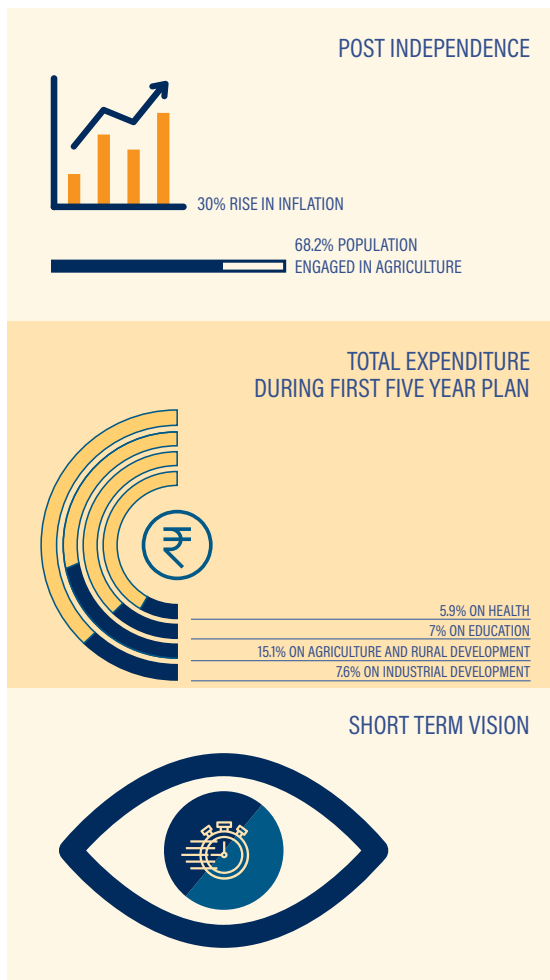 POST INDEPENDENCE
30% RISE IN INFLATION
68.2% POPULATION
ENGAGED IN AGRICULTURE
TOTAL EXPENDITURE
DURING FIRST FIVE YEAR PLAN
₹
5.9% ON HEALTH
7% ON EDUCATION
15.1% ON AGRICULTURE AND RURAL DEVELOPMENT
7.6% ON INDUSTRIAL DEVELOPMENT
SHORT TERM VISION